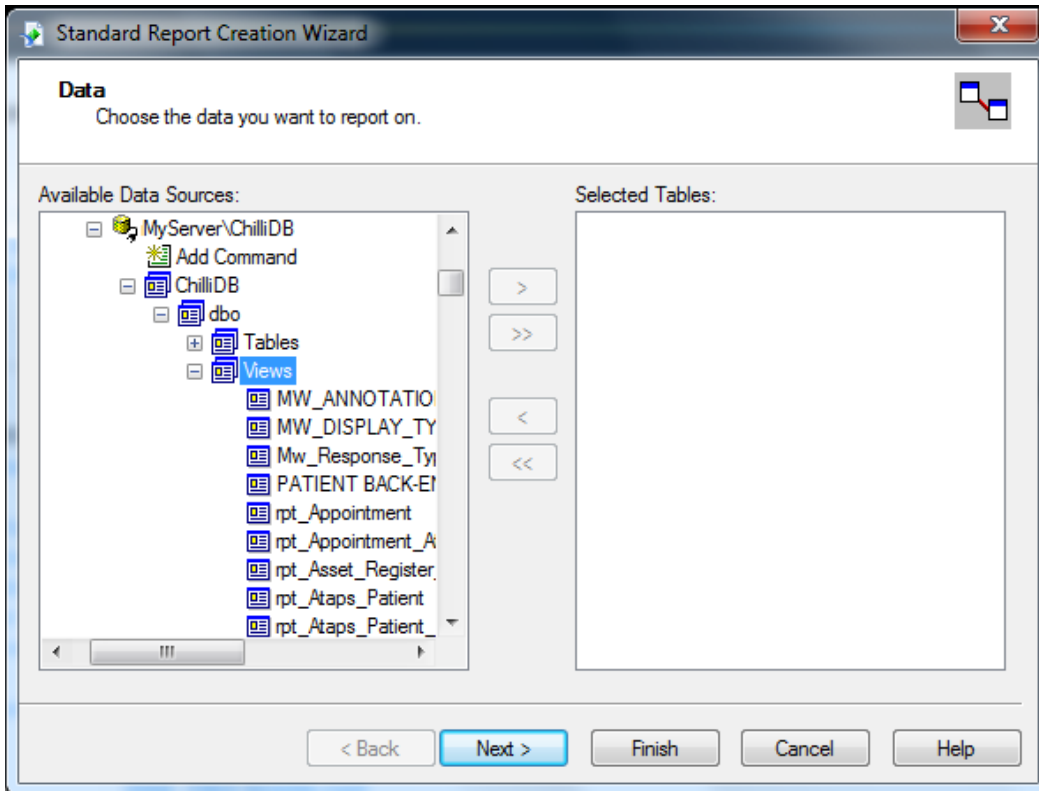 Standard Report Creation Wizard
Data
Choose the data you want to report on.
Available Data Sources:
Selected Tables:
MyServer\ChilliDB
Add Command
ChilliDB
dbo
Tables
Views
MW_ANNOTATIO
MW_DISPLAY_TY
Mw_Response_Ty
PATIENT BACK-EN
rpt_Appointment
rpt_Appointment_A
rpt_Asset_Register_
rpt_Ataps_Patient
rpt_Ataps_Patient_
>
>>
<
<<
< Back
Next >
Finish
Cancel
Help